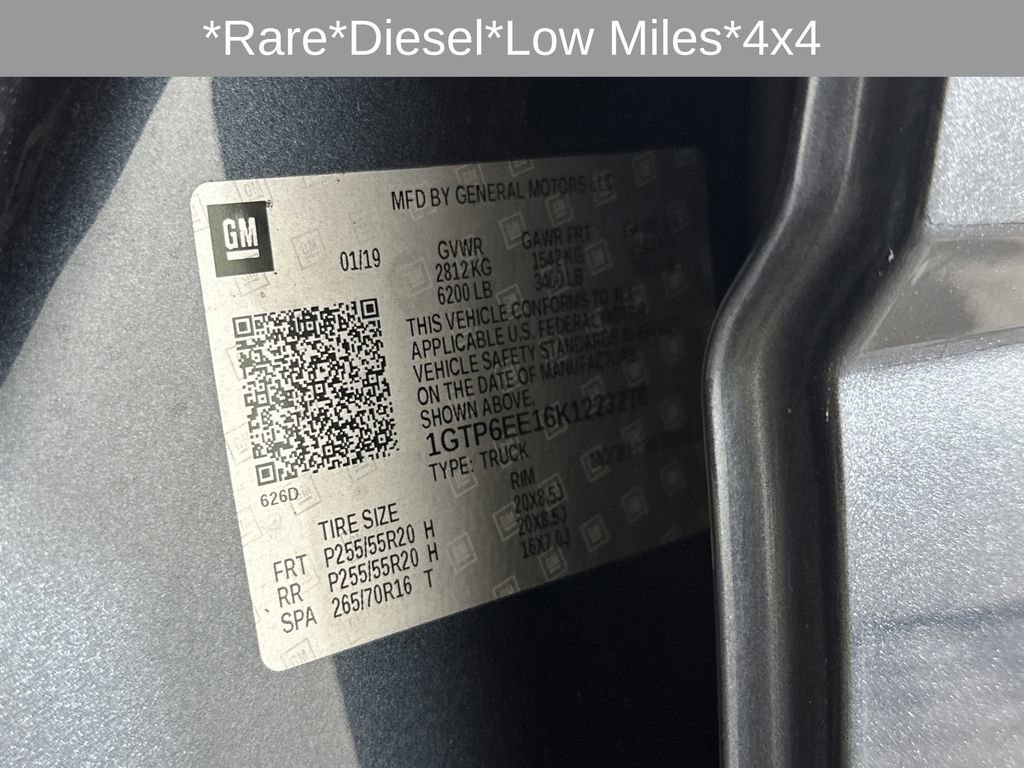 *Rare*Diesel*Low Miles*4x4
MFD BY GENERAL MOTORS LLC
GM
01/19
GVWR
2812 KG
6200 LB
GAWR FRT
1542 KG
3400 LB
THIS VEHICLE CONFORMS TO ALL
APPLICABLE U.S. FEDERAL MOTOR
VEHICLE SAFETY STANDARDS IN EFFECT
ON THE DATE OF MANUFACTURE
SHOWN ABOVE.
1GTP6EE16K1223278
TYPE: TRUCK
626D
TIRE SIZE RIM
FRT P255/55R20 H 20X8.5J
RR P255/55R20 H 20X8.5J
SPA 265/70R16 T 16X7.0J